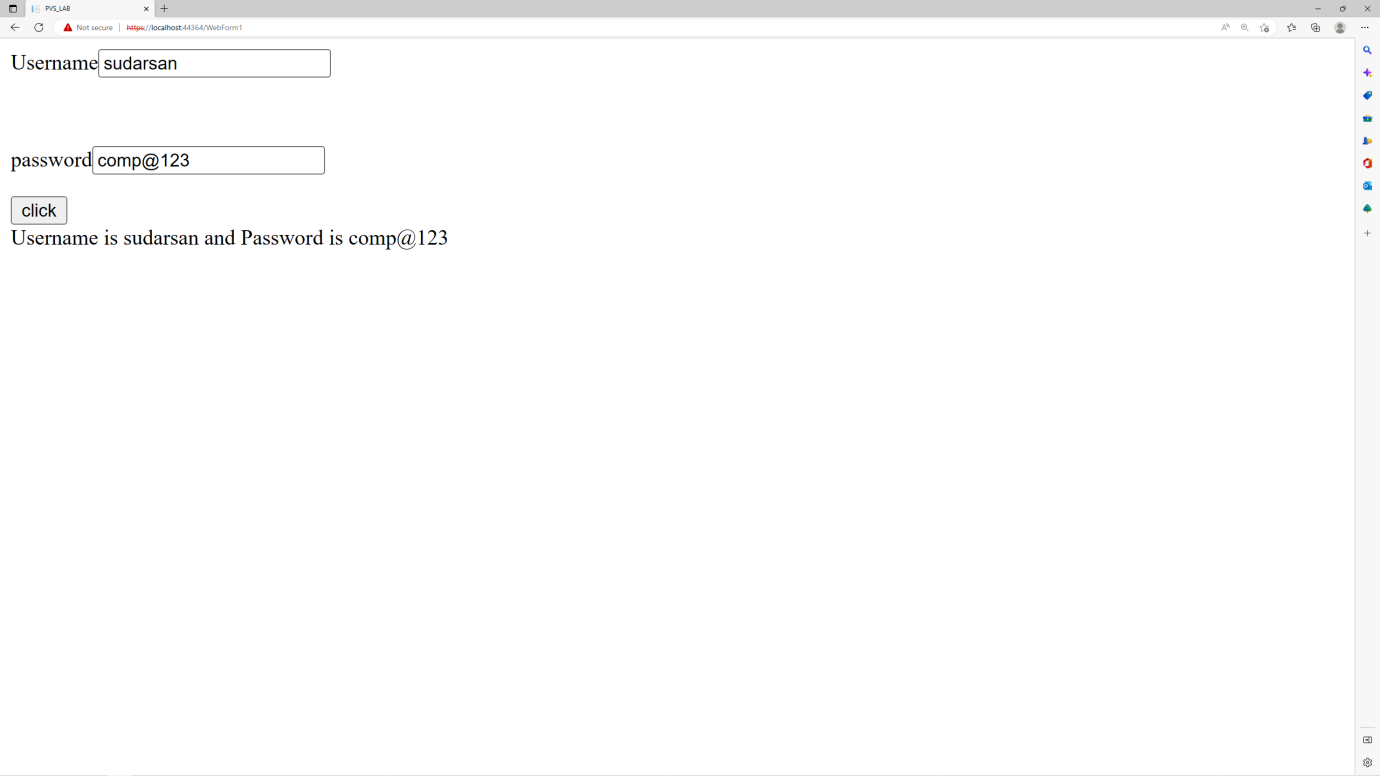 PVS_LAB
Not secure
https://localhost:44364/WebForm1
Username sudarsan
password comp@123
click
Username is sudarsan and Password is comp@123